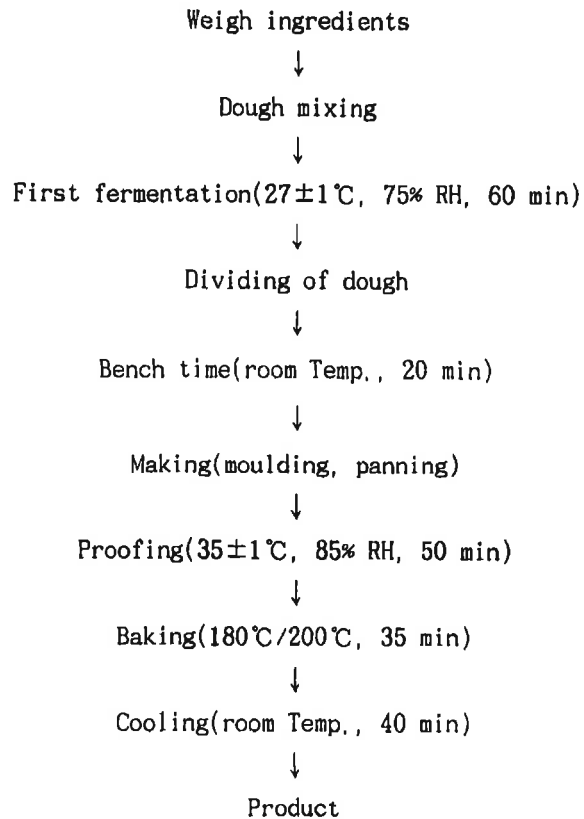 Weigh ingredients
↓
Dough mixing
↓
First fermentation(27±1℃, 75% RH, 60 min)
↓
Dividing of dough
↓
Bench time(room Temp., 20 min)
↓
Making(moulding, panning)
↓
Proofing(35±1℃, 85% RH, 50 min)
↓
Baking(180℃/200℃, 35 min)
↓
Cooling(room Temp., 40 min)
↓
Product